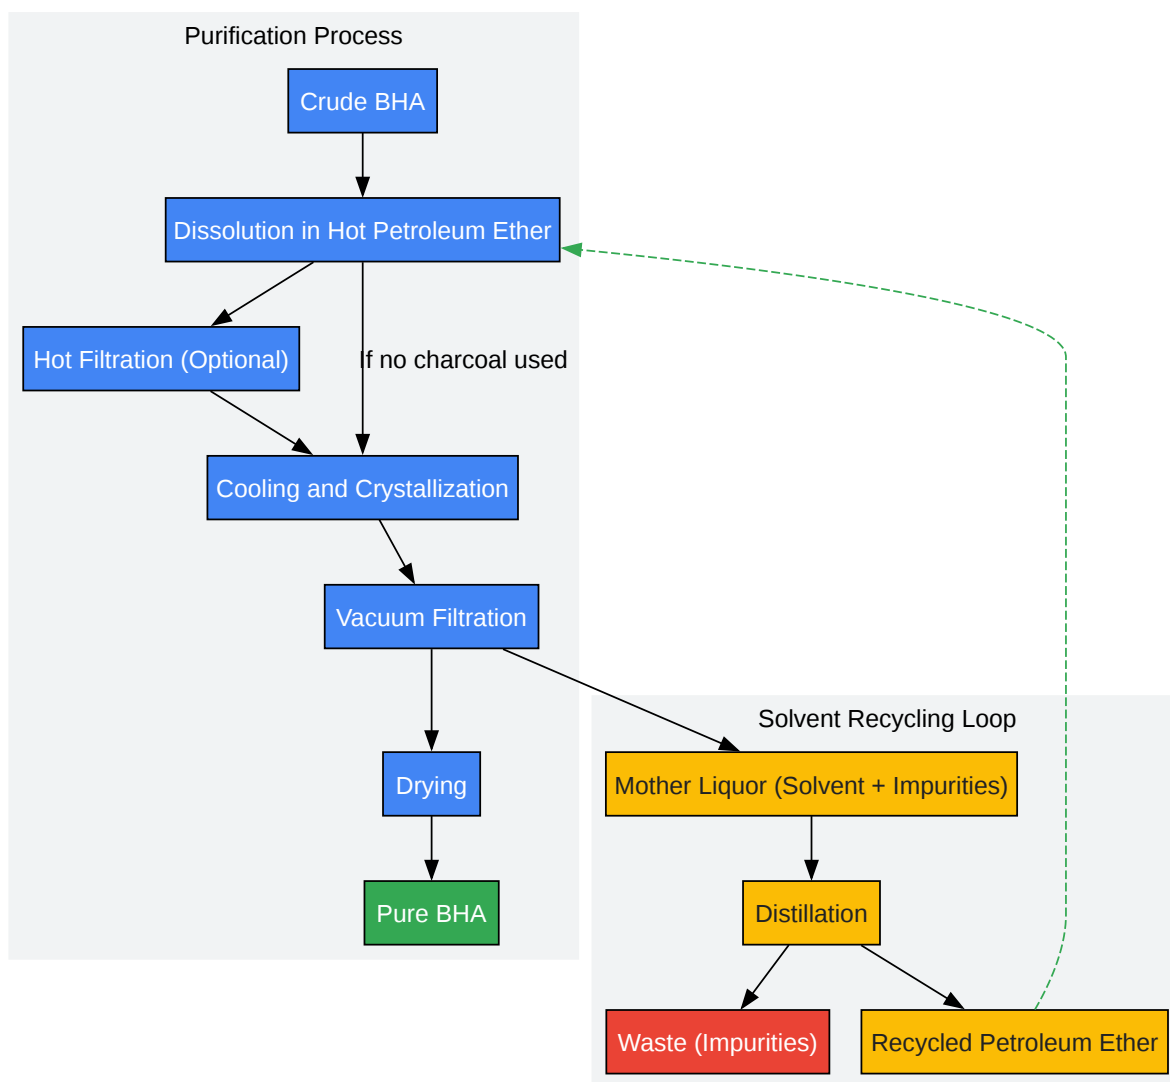 Purification Process
Crude BHA
Dissolution in Hot Petroleum Ether
Hot Filtration (Optional)
If no charcoal used
Cooling and Crystallization
Vacuum Filtration
Drying
Pure BHA
Solvent Recycling Loop
Mother Liquor (Solvent + Impurities)
Distillation
Waste (Impurities)
Recycled Petroleum Ether